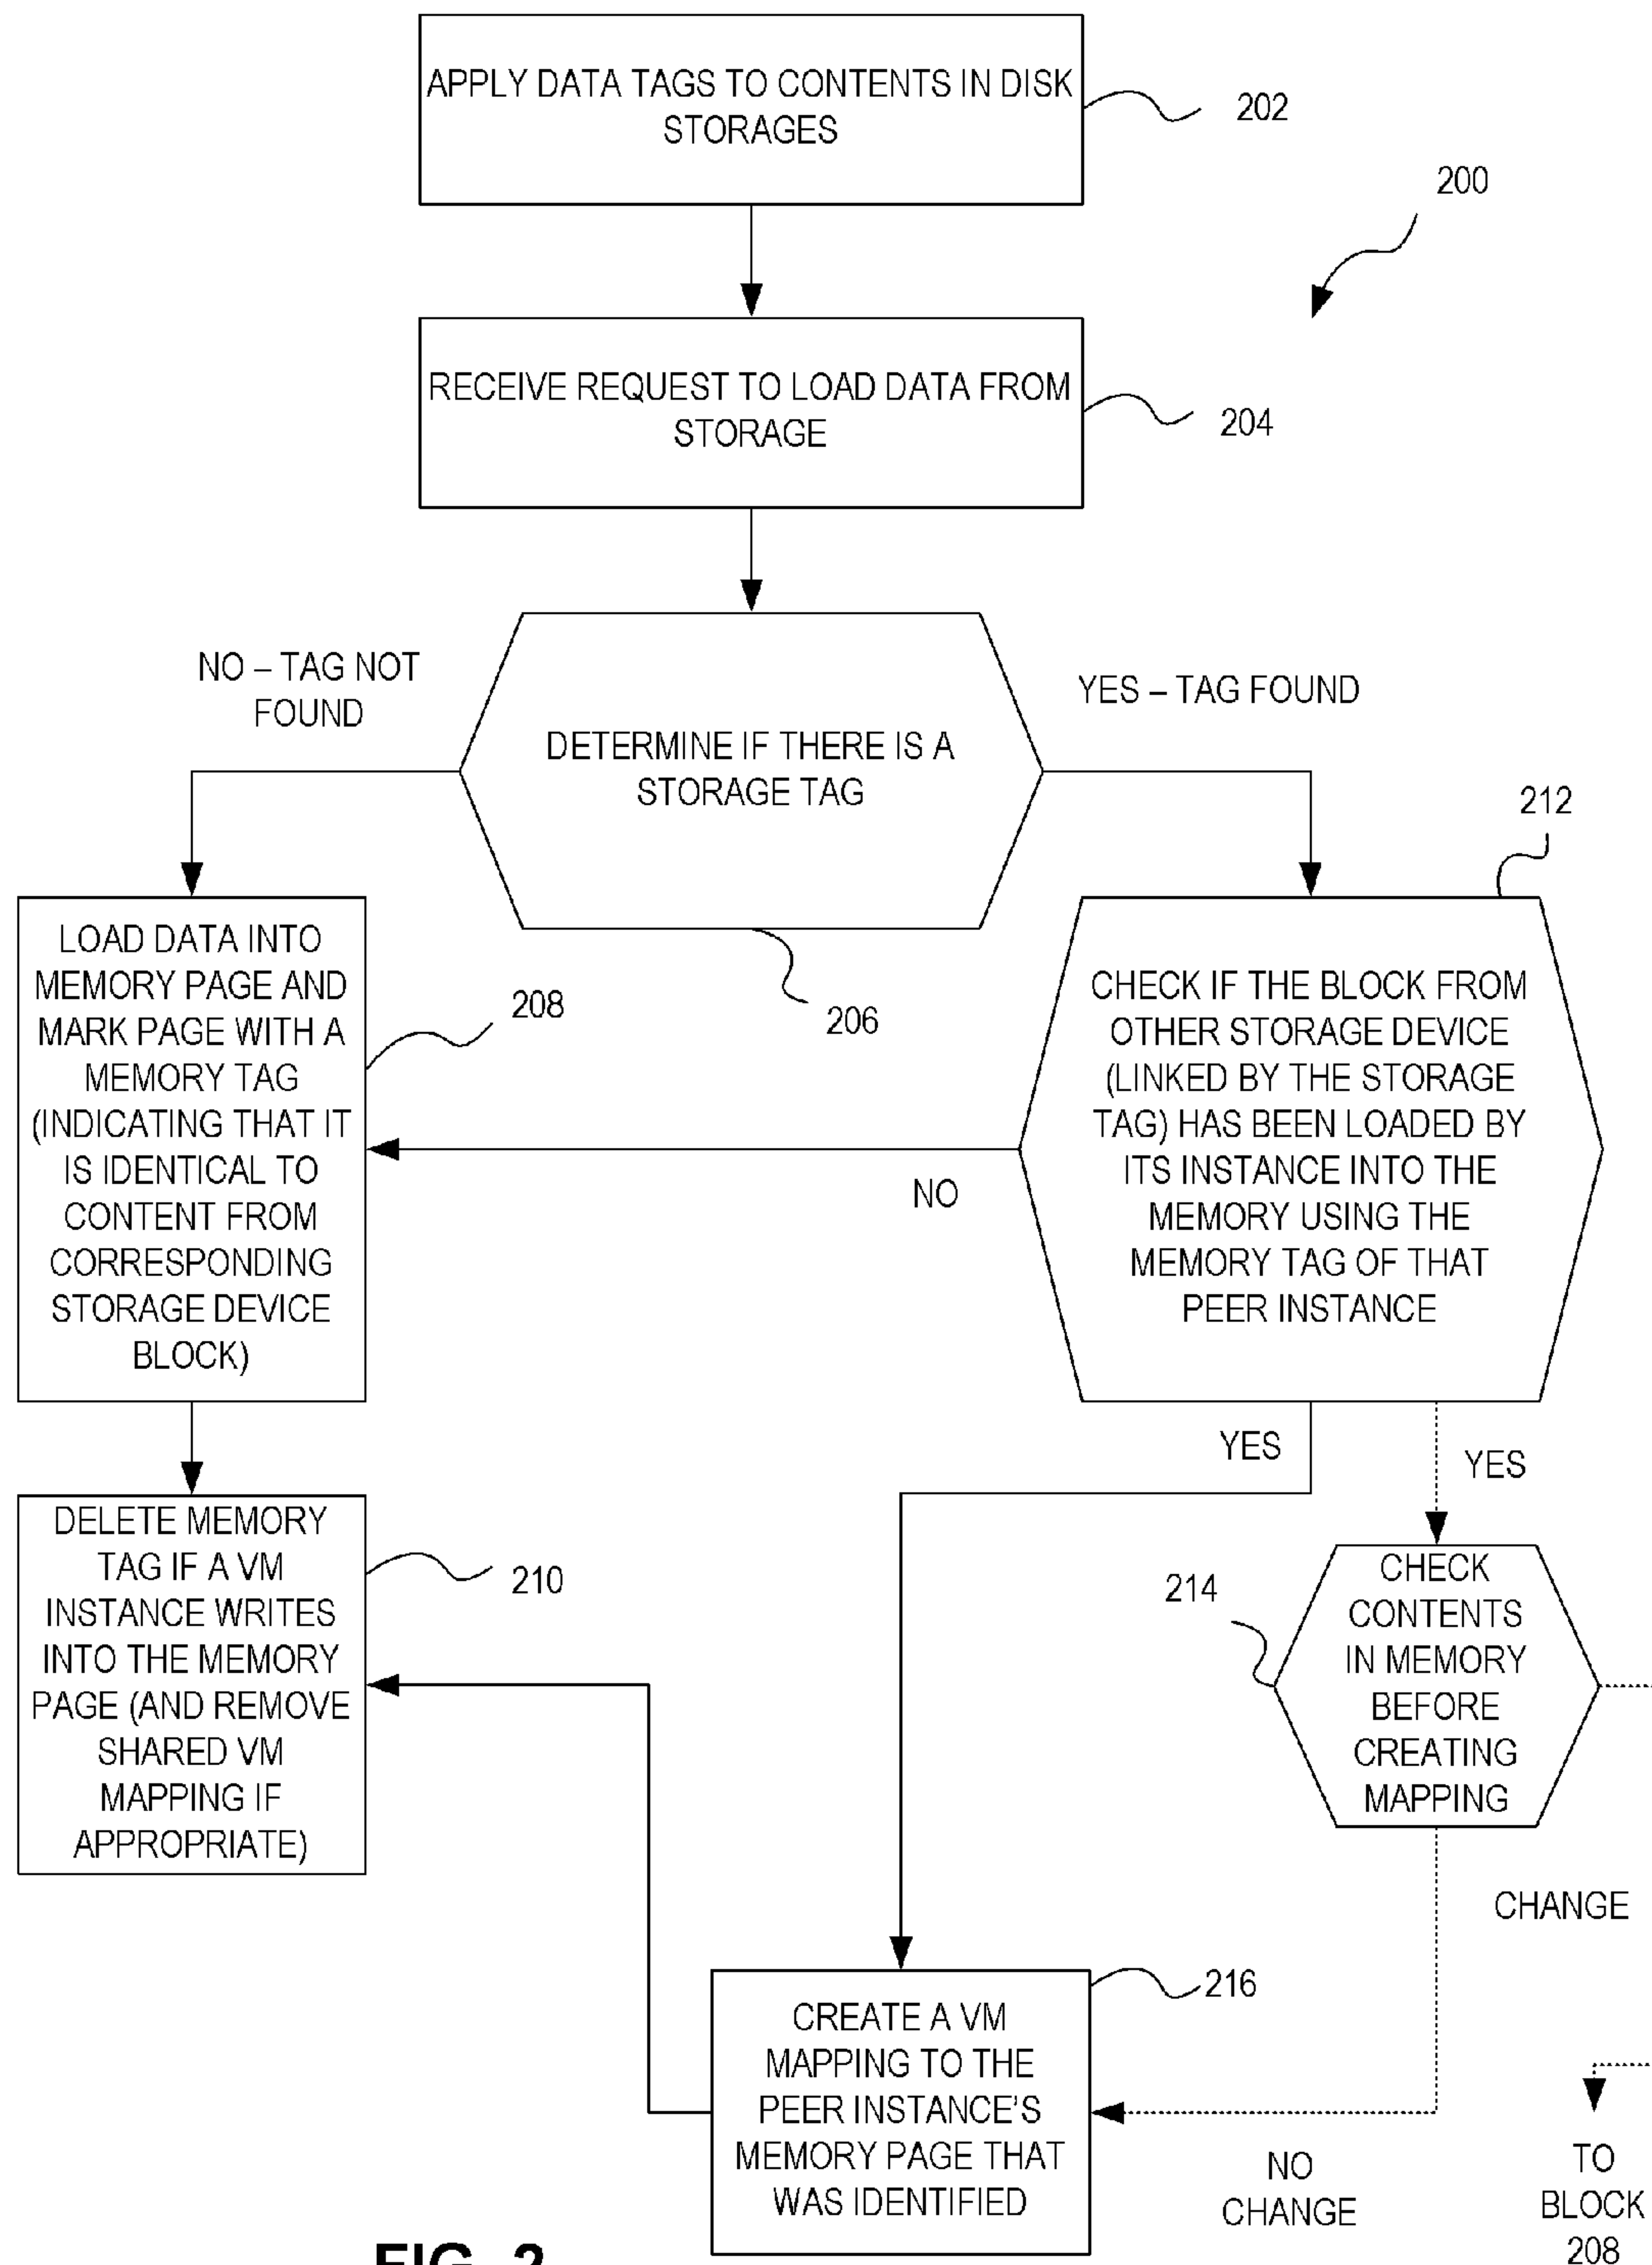 APPLY DATA TAGS TO CONTENTS IN DISK
STORAGES
202
200
RECEIVE REQUEST TO LOAD DATA FROM
STORAGE
204
NO – TAG NOT
FOUND
YES – TAG FOUND
DETERMINE IF THERE IS A
STORAGE TAG
206
212
LOAD DATA INTO
MEMORY PAGE AND
MARK PAGE WITH A
MEMORY TAG
(INDICATING THAT IT
IS IDENTICAL TO
CONTENT FROM
CORRESPONDING
STORAGE DEVICE
BLOCK)
208
CHECK IF THE BLOCK FROM
OTHER STORAGE DEVICE
(LINKED BY THE STORAGE
TAG) HAS BEEN LOADED BY
ITS INSTANCE INTO THE
MEMORY USING THE
MEMORY TAG OF THAT
PEER INSTANCE
NO
YES
YES
DELETE MEMORY
TAG IF A VM
INSTANCE WRITES
INTO THE MEMORY
PAGE (AND REMOVE
SHARED VM
MAPPING IF
APPROPRIATE)
210
214
CHECK
CONTENTS
IN MEMORY
BEFORE
CREATING
MAPPING
CHANGE
216
CREATE A VM
MAPPING TO THE
PEER INSTANCE'S
MEMORY PAGE THAT
WAS IDENTIFIED
NO
CHANGE
TO
BLOCK
208
FIG. 2